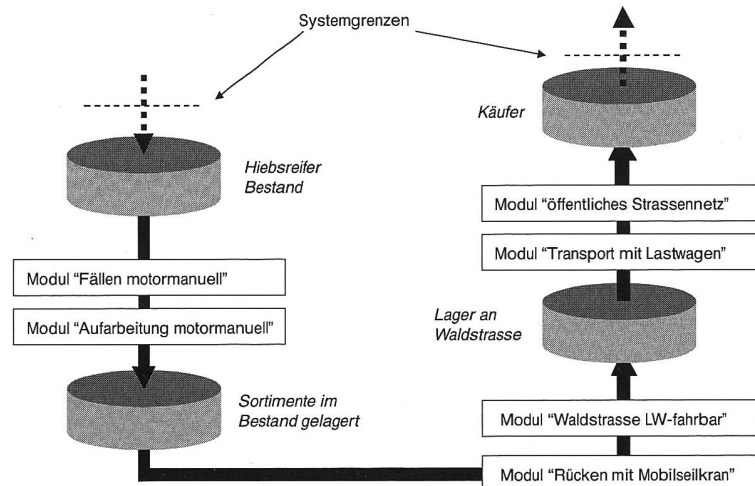 Systemgrenzen
Hiebsreifer
Bestand
Modul “Fällen motormanuell”
Modul “Aufarbeitung motormanuell”
Sortimente im
Bestand gelagert
Käufer
Modul “öffentliches Strassennetz”
Modul “Transport mit Lastwagen”
Lager an
Waldstrasse
Modul “Waldstrasse LW-fahrbar”
Modul “Rücken mit Mobilseilkran”